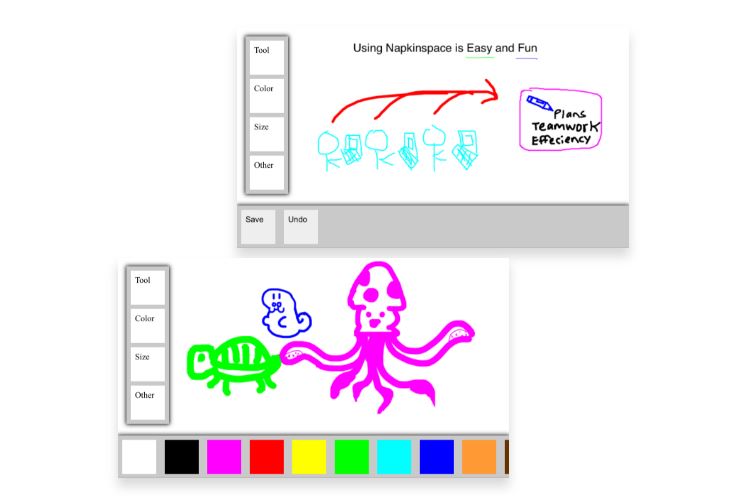 Using Napkinspace is Easy and Fun
Tool
Color
Size
Other
Plans
Teamwork
Effeciency
Save
Undo
Tool
Color
Size
Other